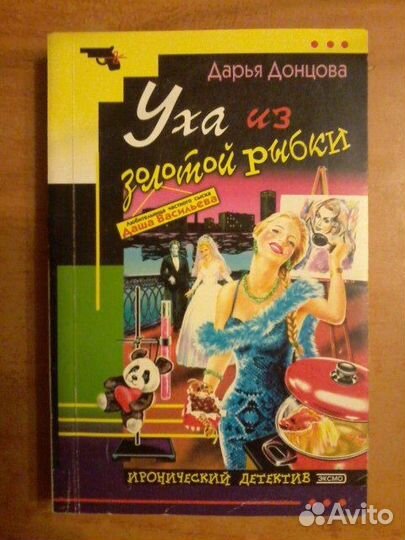 Дарья Донцова
Уха из
золотой рыбки
Любительница частного сыска
Даша Васильева
ИРОНИЧЕСКИЙ ДЕТЕКТИВ ЭКСМО
Avito